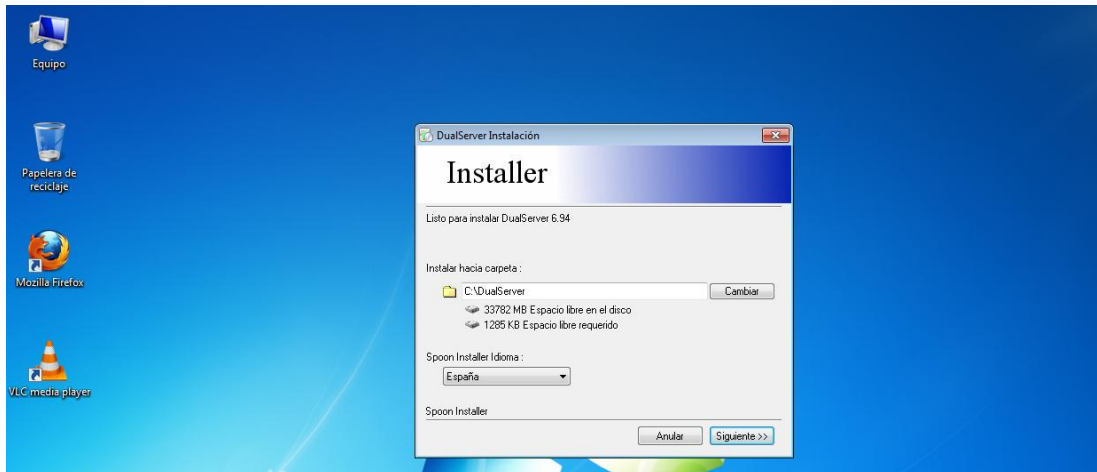 Equipo
Papelera de
reciclaje
Mozilla Firefox
VLC media player
DualServer Instalación
Installer
Listo para instalar DualServer 6.94
Instalar hacia carpeta :
C:\DualServer
Cambiar
33782 MB Espacio libre en el disco
1285 KB Espacio libre requerido
Spoon Installer Idioma :
España
Spoon Installer
Anular
Siguiente >>